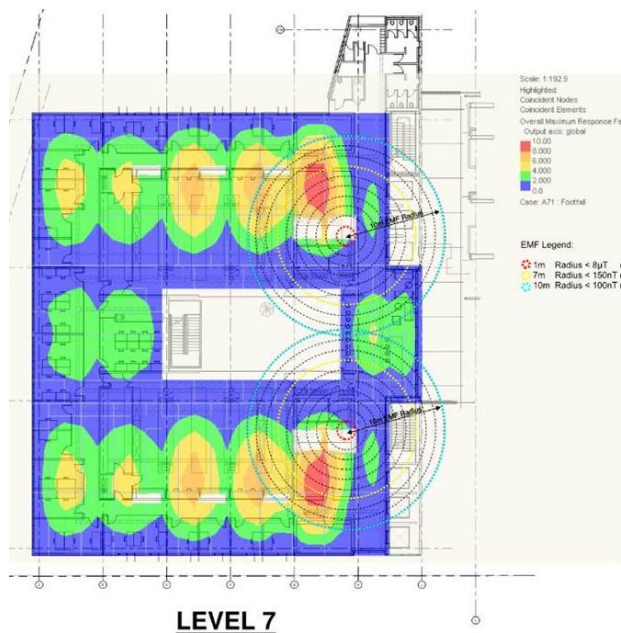 Scale: 1:192.9
Highlighted:
Coincident Nodes
Coincident Elements
Overall Maximum Response Fa
Output axis: global
10.00
8.000
6.000
4.000
2.000
0.0
Case: A71 : Footfall
10m EMF Radius
EMF Legend:
1m Radius < 8µT
7m Radius < 150nT
10m Radius < 100nT
10m EMF Radius
LEVEL 7